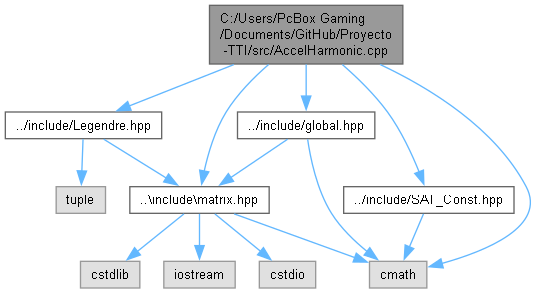 C:/Users/PcBox Gaming
/Documents/GitHub/Proyecto
-TTI/src/AccelHarmonic.cpp
../include/Legendre.hpp
../include/global.hpp
tuple
..\include\matrix.hpp
../include/SAT_Const.hpp
cstdlib
iostream
cstdio
cmath